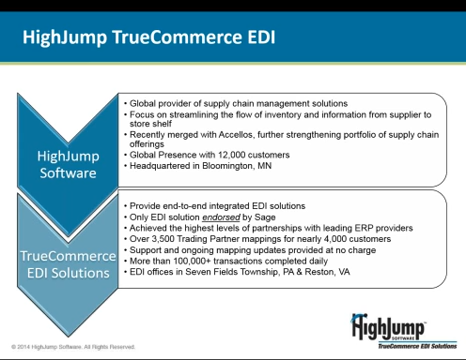 HighJump TrueCommerce EDI
HighJump
Software
• Global provider of supply chain management solutions
• Focus on streamlining the flow of inventory and information from supplier to
store shelf
• Recently merged with Accellos, further strengthening portfolio of supply chain
offerings
• Global Presence with 12,000 customers
• Headquartered in Bloomington, MN
TrueCommerce
EDI Solutions
• Provide end-to-end integrated EDI solutions
• Only EDI solution endorsed by Sage
• Achieved the highest levels of partnerships with leading ERP providers
• Over 3,500 Trading Partner mappings for nearly 4,000 customers
• Support and ongoing mapping updates provided at no charge
• More than 100,000+ transactions completed daily
• EDI offices in Seven Fields Township, PA & Reston, VA
© 2014 HighJump Software. All Rights Reserved.
HighJump
SOFTWARE
TrueCommerce EDI Solutions